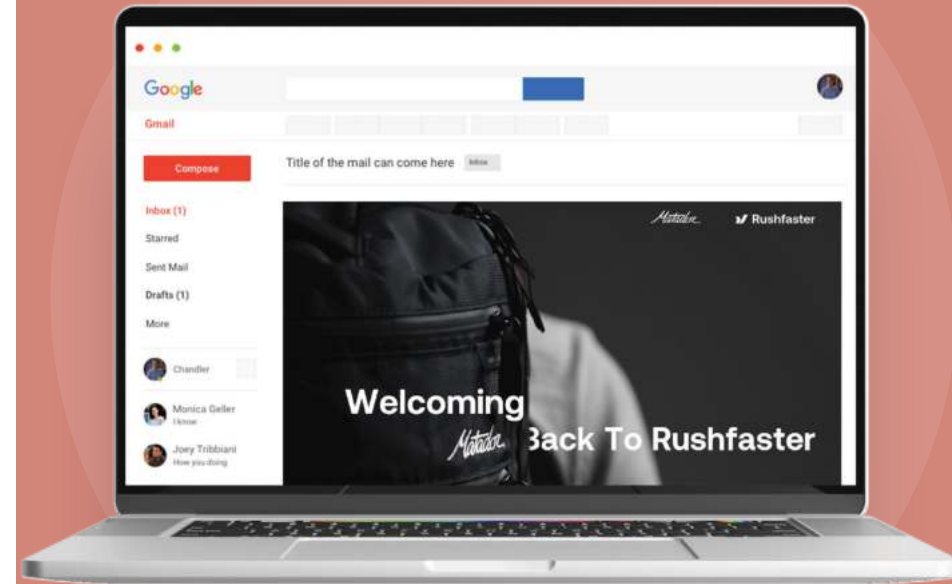 Google
Gmail
Compose
Title of the mail can come here Inbox
Inbox (1)
Starred
Sent Mail
Drafts (1)
More
Chandler
Monica Geller
I know
Joey Tribbiani
How you doing
Matador Rushfaster
Welcoming
Matador Back To Rushfaster